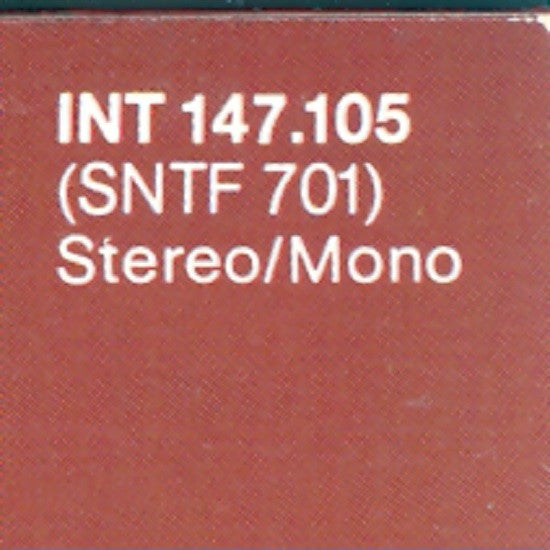 INT 147.105
(SNTF 701)
Stereo/Mono